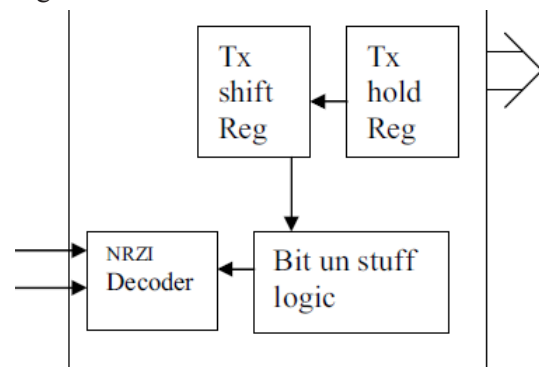 Tx
shift
Reg
Tx
hold
Reg
NRZI
Decoder
Bit un stuff
logic